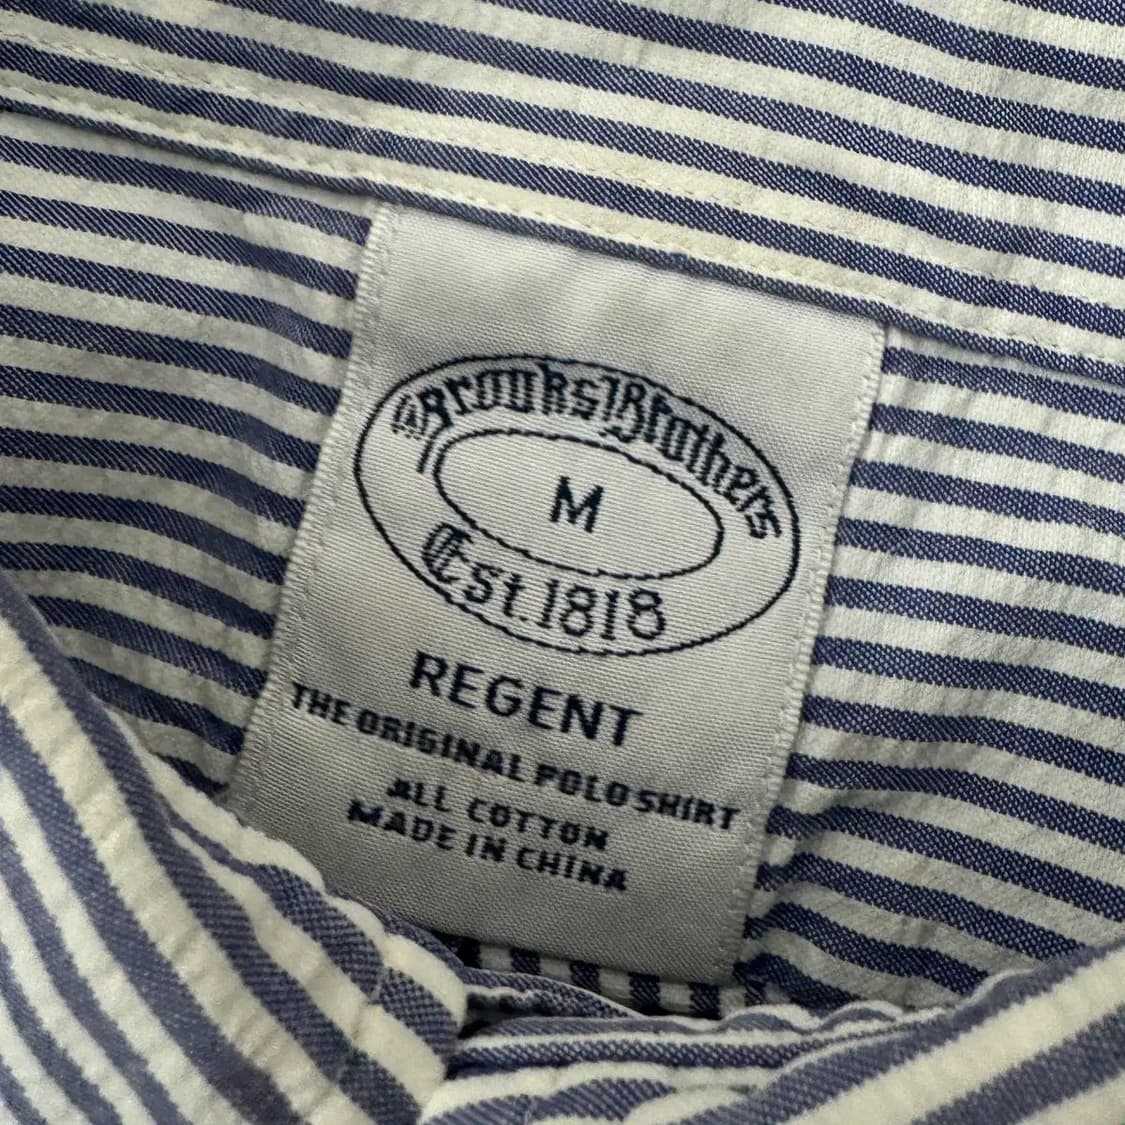 Brooks Brothers
M
Est. 1818
REGENT
THE ORIGINAL POLO SHIRT
ALL COTTON
MADE IN CHINA